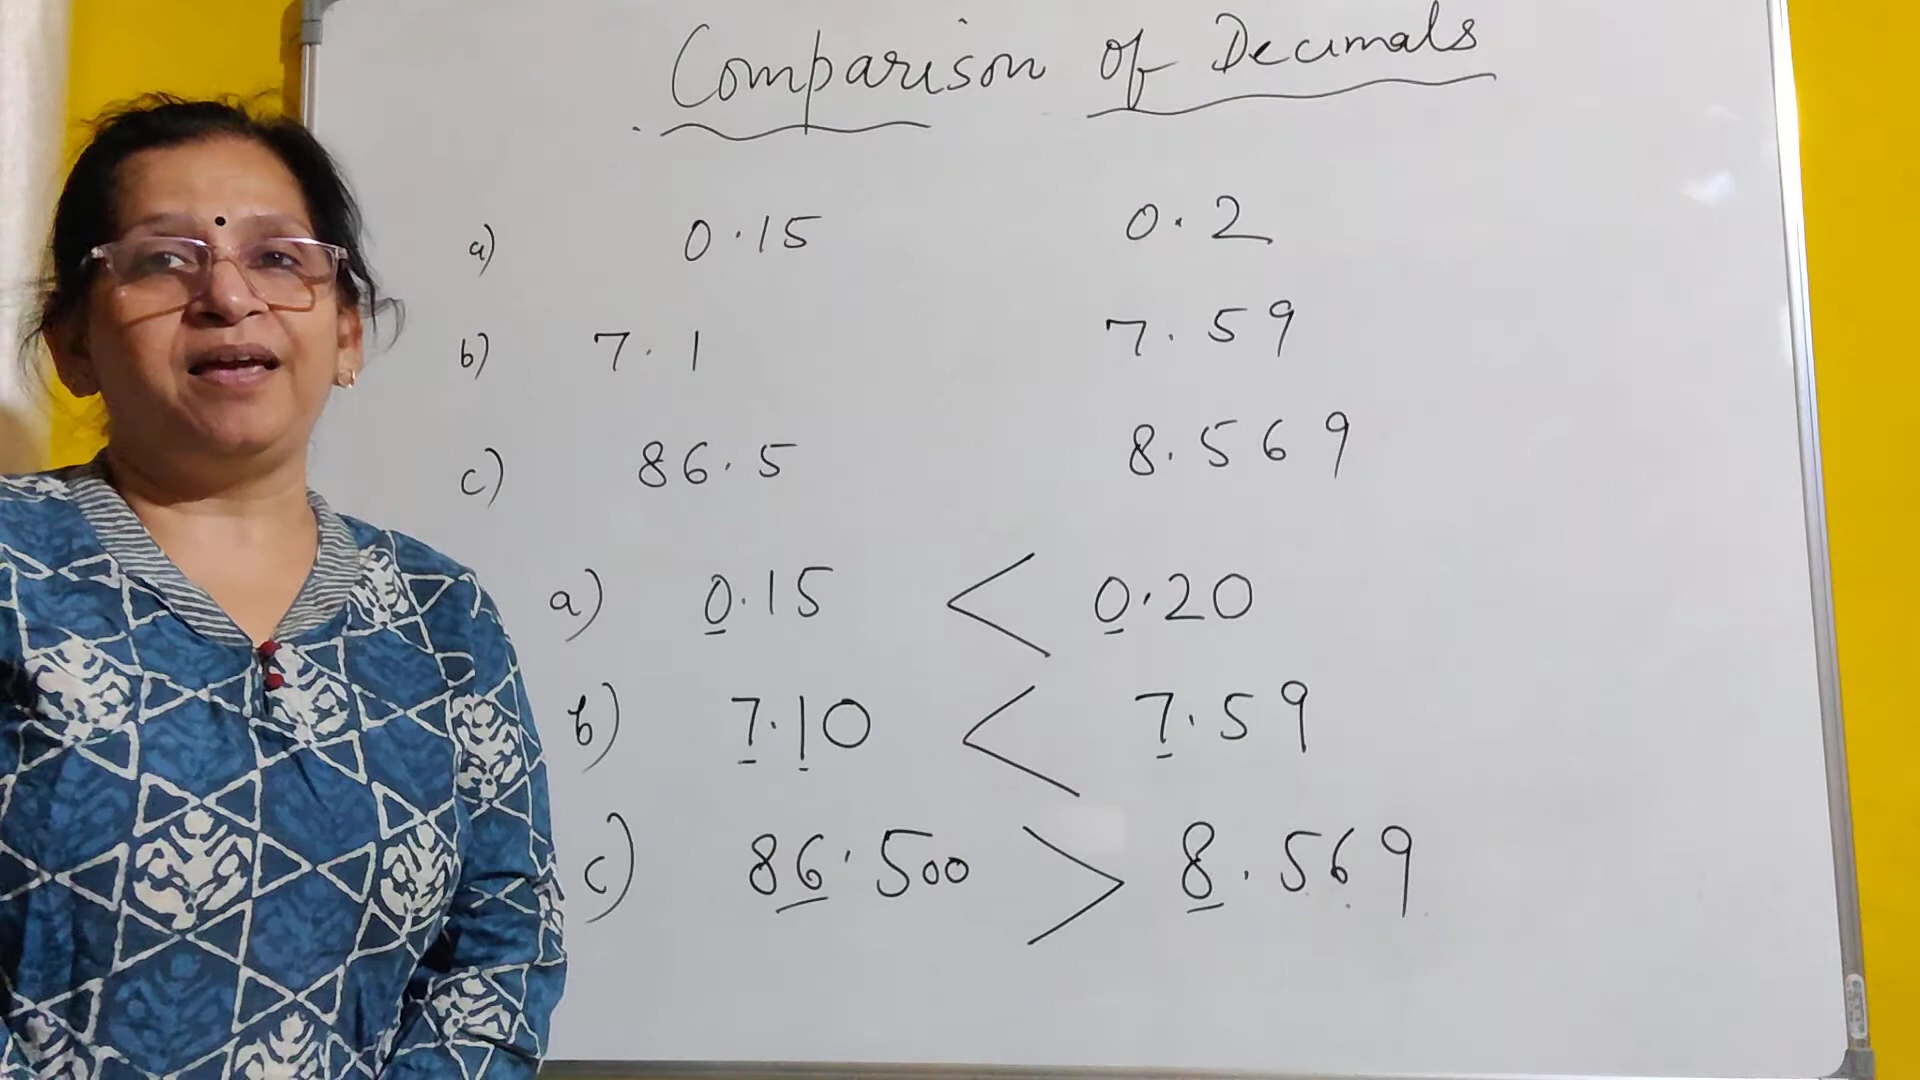 Comparison of Decimals
a) 0.15 0.2
b) 7.1 7.59
c) 86.5 8.569
a) 0.15 < 0.20
b) 7.10 < 7.59
c) 86.500 > 8.569